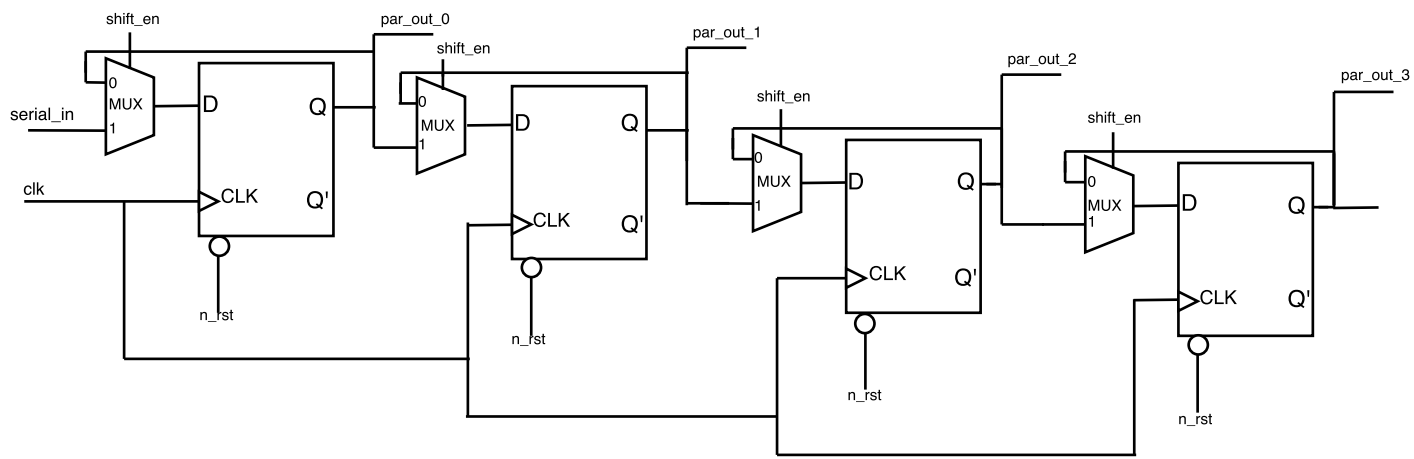 shift_en
par_out_0
0
MUX
1
serial_in
D
Q
clk
CLK
Q'
n_rst
shift_en
par_out_1
0
MUX
1
D
Q
CLK
Q'
n_rst
shift_en
par_out_2
0
MUX
1
D
Q
CLK
Q'
n_rst
shift_en
par_out_3
0
MUX
1
D
Q
CLK
Q'
n_rst